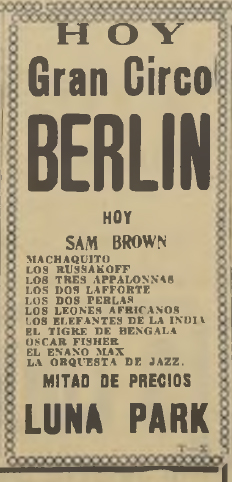 HOY
Gran Circo
BERLIN
HOY
SAM BROWN
MACHAQUITO
LOS RUSSAKOFF
LOS TRES APPALONNAS
LOS DOS LAFFORTE
LOS DOS PERLAS
LOS LEONES AFRICANOS
LOS ELEFANTES DE LA INDIA
EL TIGRE DE BENGALA
OSCAR FISHER
EL ENANO MAX
LA ORQUESTA DE JAZZ.
MITAD DE PRECIOS
LUNA PARK